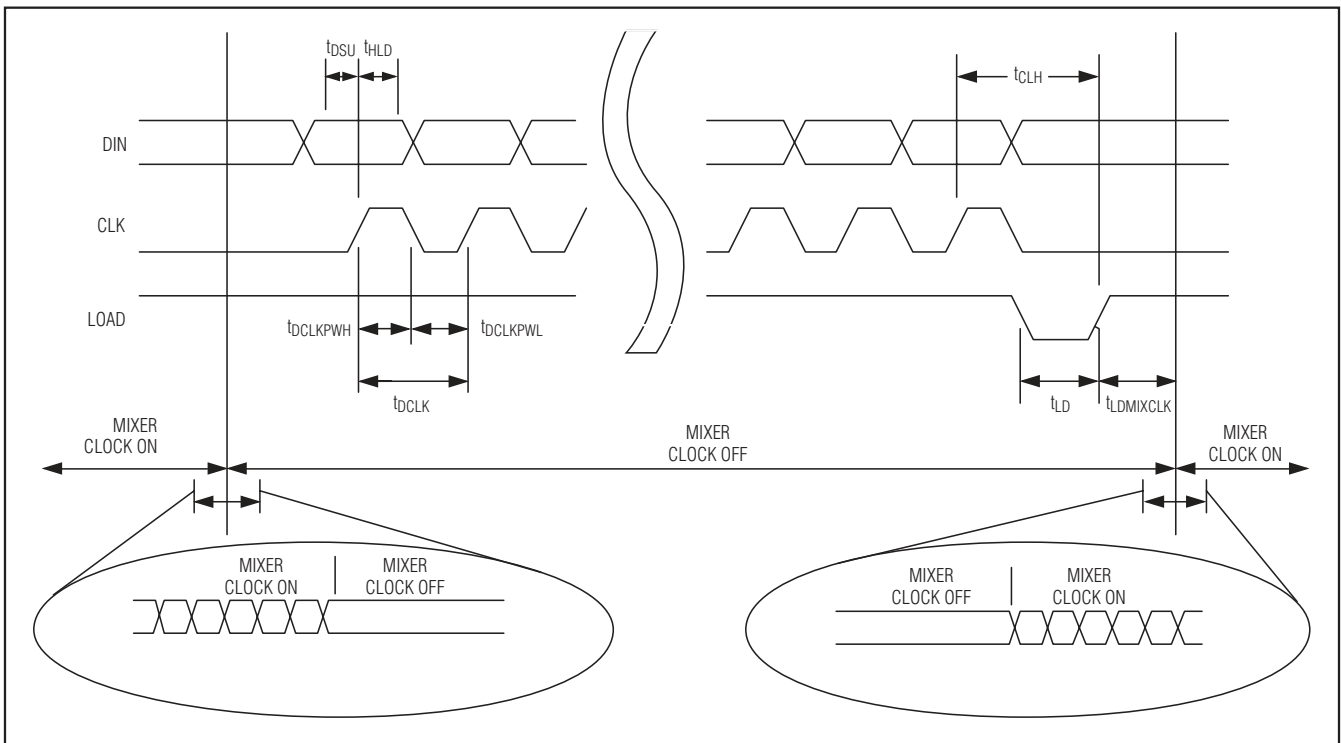 tDSU tHLD
tCLH
DIN
CLK
LOAD
tDCLKPWH
tDCLKPWL
tDCLK
tLD
tLDMIXCLK
MIXER
CLOCK ON
MIXER
CLOCK OFF
MIXER
CLOCK ON
MIXER
CLOCK ON
MIXER
CLOCK OFF
MIXER
CLOCK OFF
MIXER
CLOCK ON